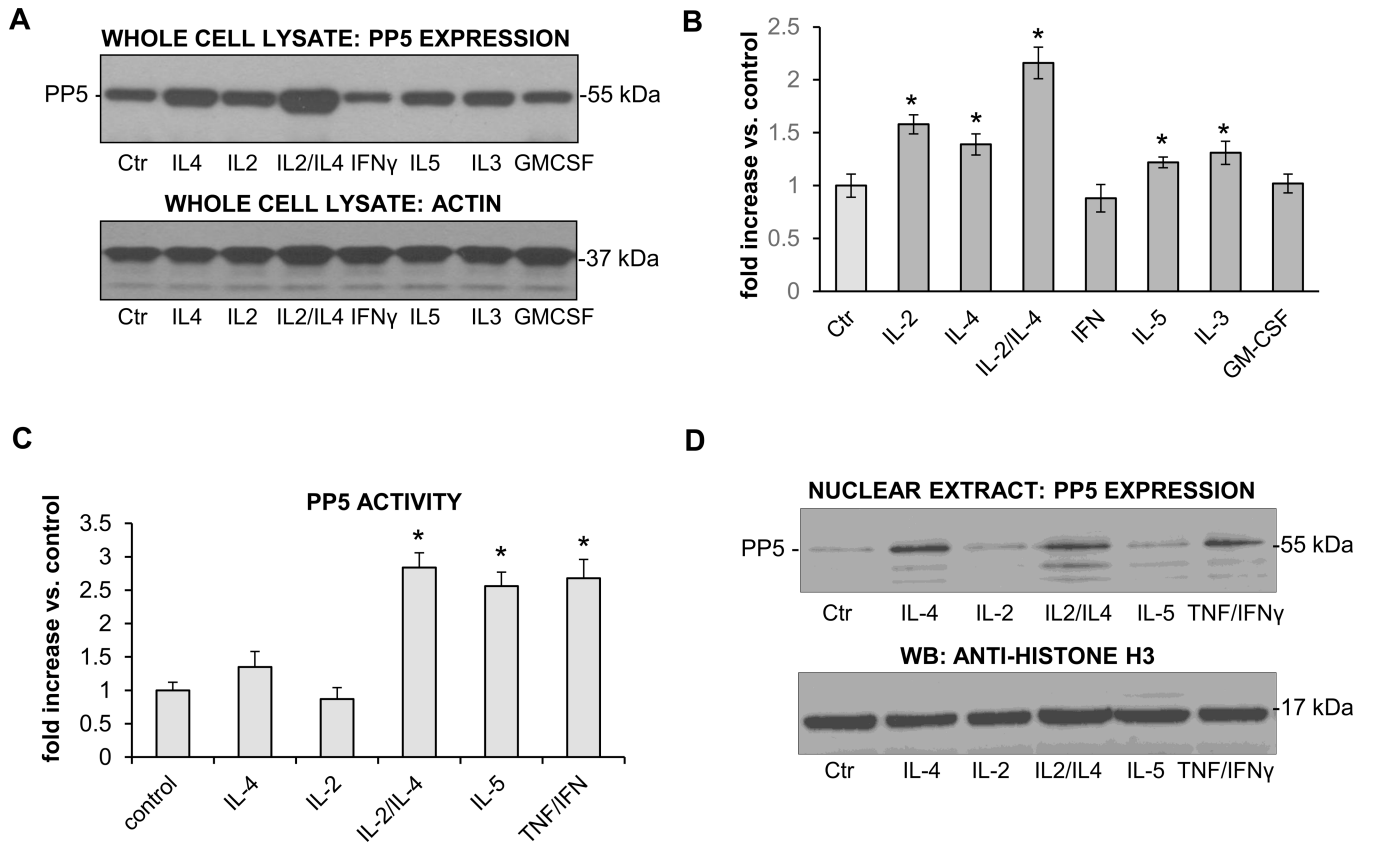 A
WHOLE CELL LYSATE: PP5 EXPRESSION
PP5 -
-55 kDa
Ctr IL4 IL2 IL2/IL4 IFNγ IL5 IL3 GMCSF
WHOLE CELL LYSATE: ACTIN
-37 kDa
Ctr IL4 IL2 IL2/IL4 IFNγ IL5 IL3 GMCSF
B
fold increase vs. control
2.5
2
1.5
1
0.5
0
* * * * *
Ctr IL-2 IL-4 IL-2/IL-4 IFN IL-5 IL-3 GM-CSF
C
PP5 ACTIVITY
fold increase vs. control
3.5
3
2.5
2
1.5
1
0.5
0
* * *
control IL-4 IL-2 IL-2/IL-4 IL-5 TNF/IFN
D
NUCLEAR EXTRACT: PP5 EXPRESSION
PP5 -
-55 kDa
Ctr IL-4 IL-2 IL2/IL4 IL-5 TNF/IFNγ
WB: ANTI-HISTONE H3
-17 kDa
Ctr IL-4 IL-2 IL2/IL4 IL-5 TNF/IFNγ